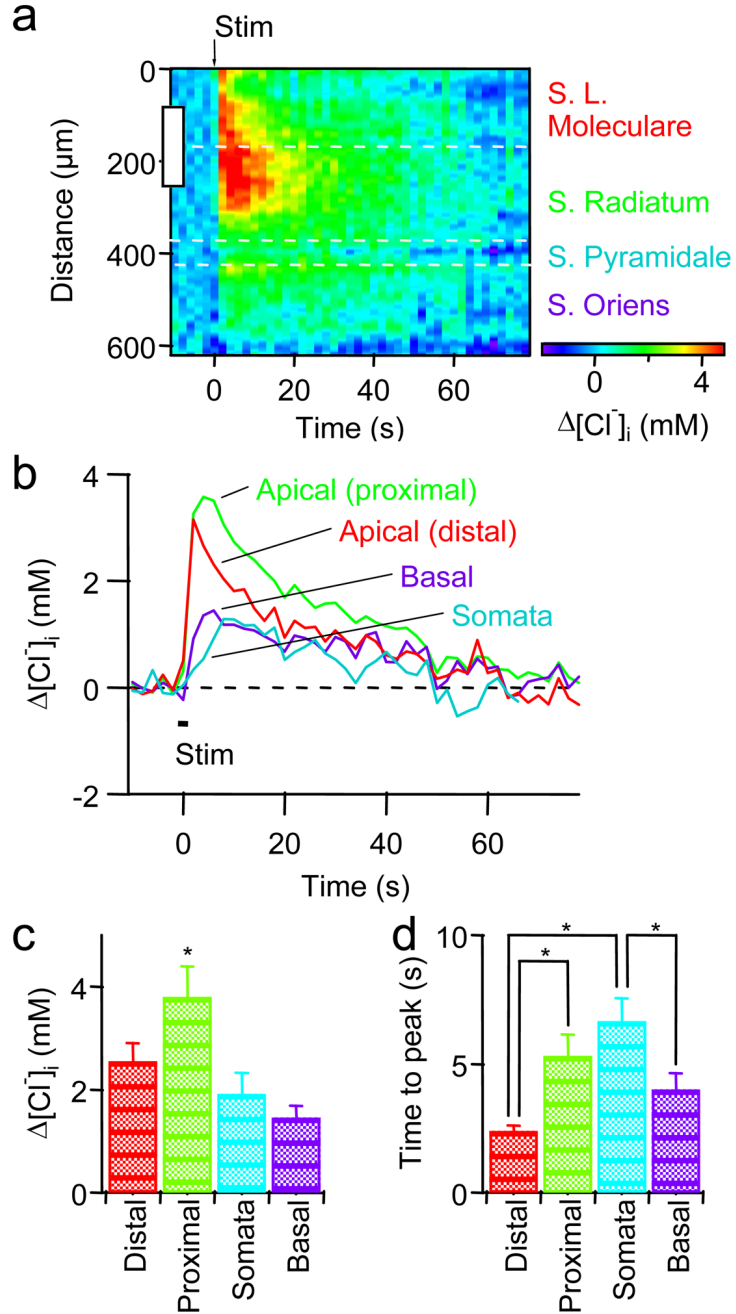 a
Stim
0
200
400
600
Distance (µm)
0
20
40
60
Time (s)
S. L.
Moleculare
S. Radiatum
S. Pyramidale
S. Oriens
0
4
Δ[Cl⁻]i (mM)
b
4
2
0
-2
Δ[Cl⁻]i (mM)
Apical (proximal)
Apical (distal)
Basal
Somata
Stim
0
20
40
60
Time (s)
c
4
2
0
Δ[Cl⁻]i (mM)
*
Distal
Proximal
Somata
Basal
d
10
5
0
Time to peak (s)
*
*
*
Distal
Proximal
Somata
Basal